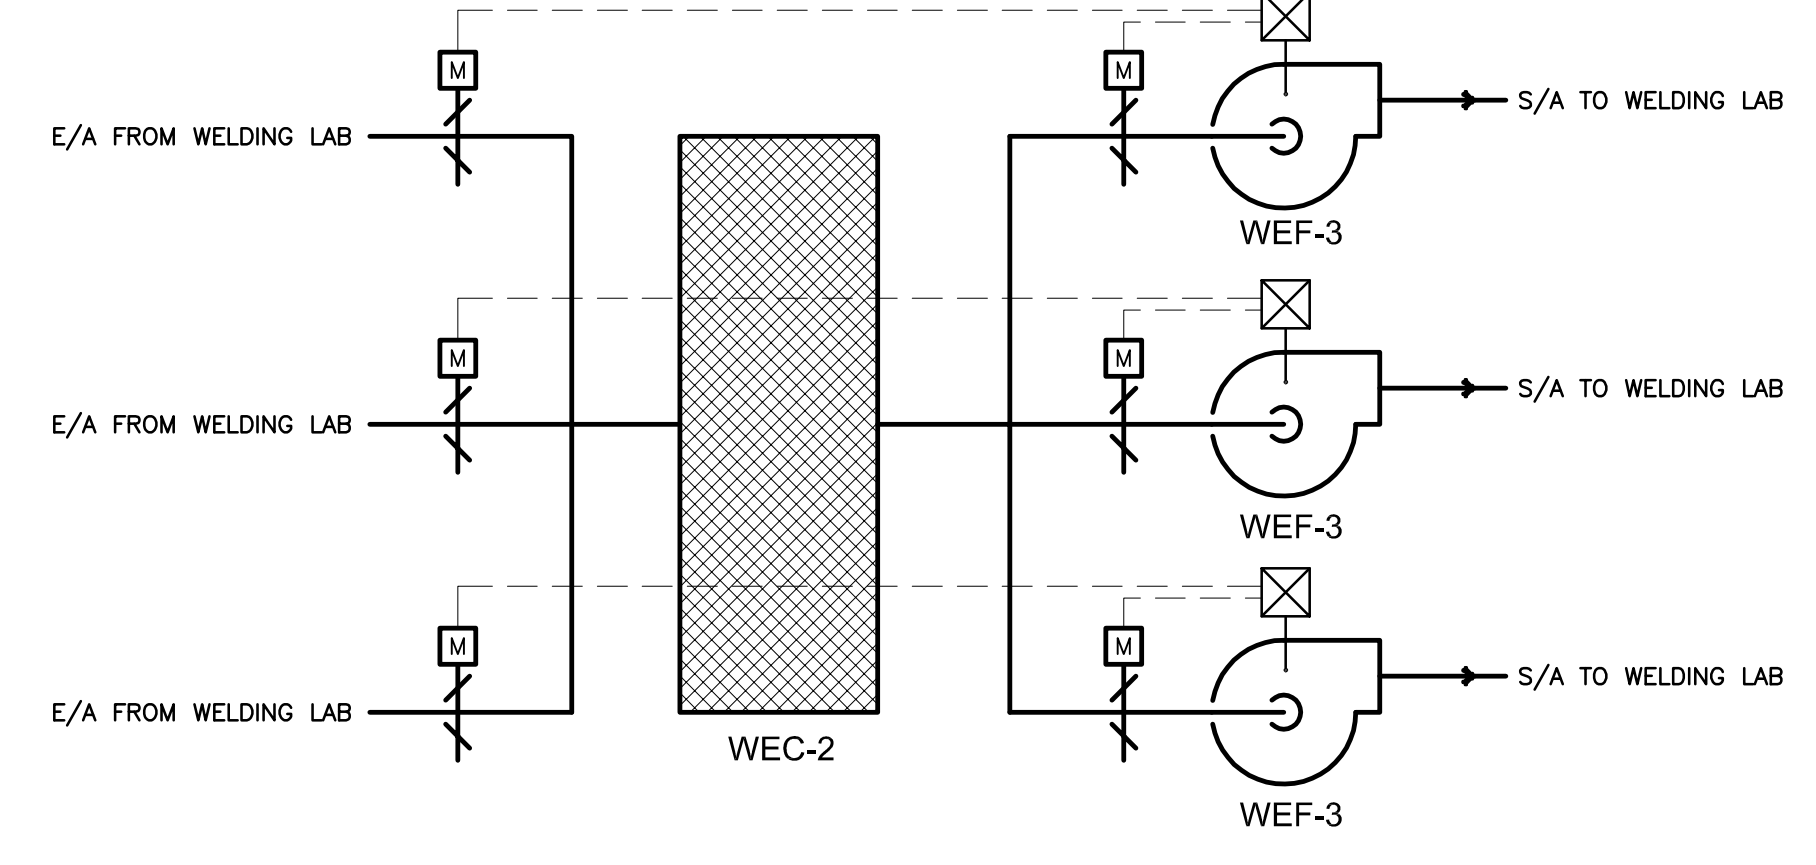 M
M
S/A TO WELDING LAB
E/A FROM WELDING LAB
WEF-3
M
M
S/A TO WELDING LAB
E/A FROM WELDING LAB
WEF-3
M
M
S/A TO WELDING LAB
E/A FROM WELDING LAB
WEC-2
WEF-3